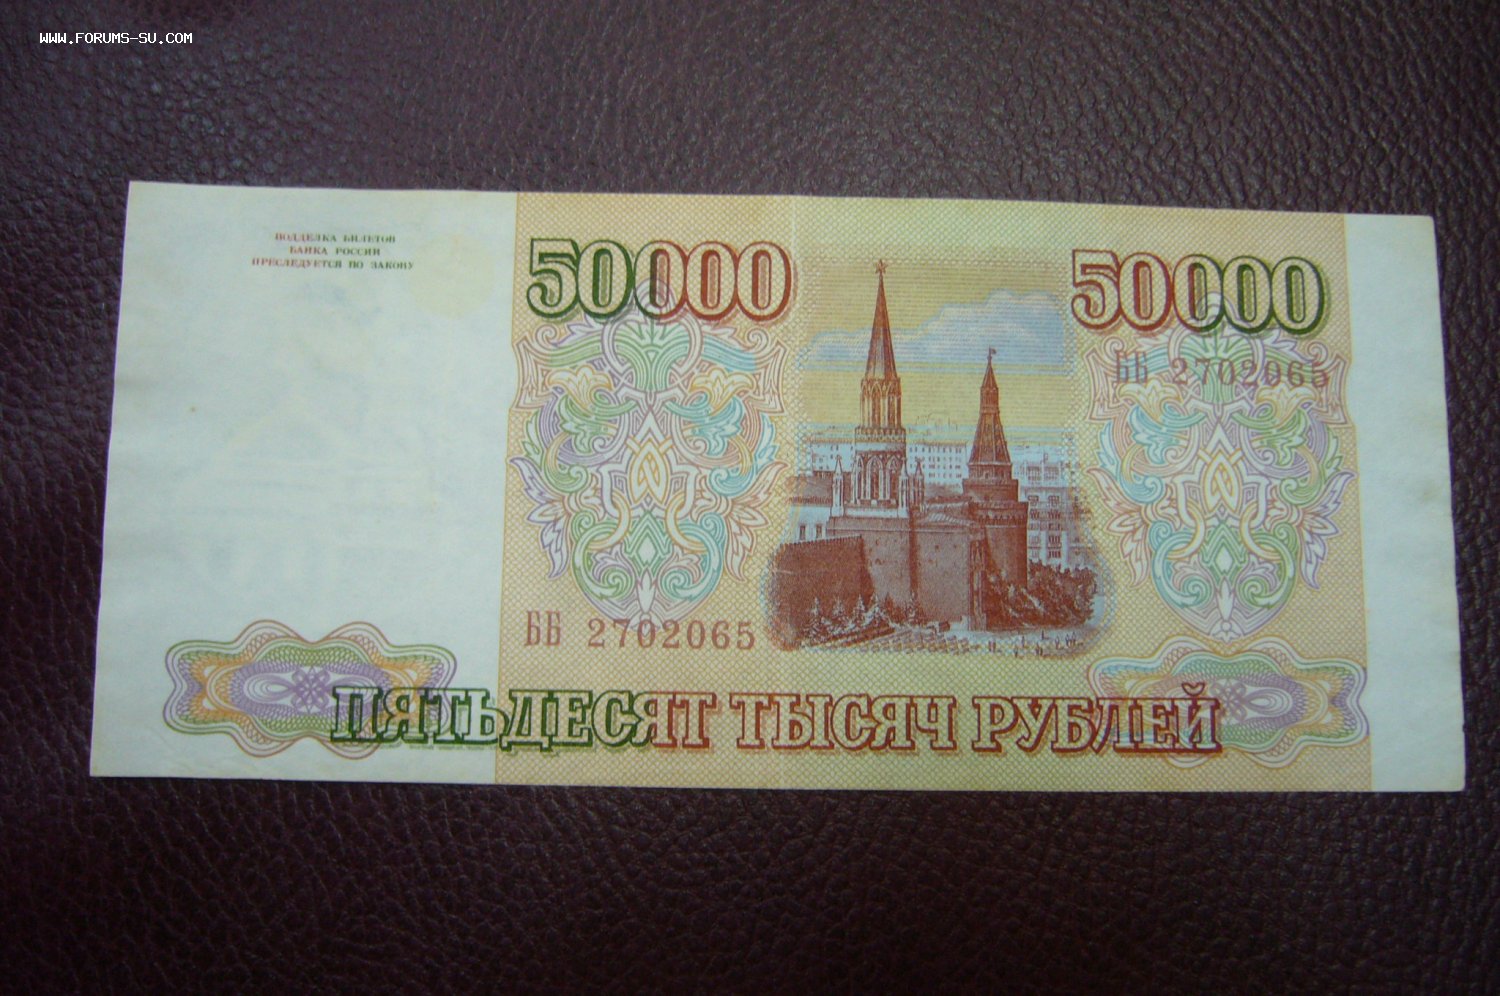 WWW.FORUMS-SU.COM
ПОДДЕЛКА БИЛЕТОВ
БАНКА РОССИИ
ПРЕСЛЕДУЕТСЯ ПО ЗАКОНУ
50000
50000
ББ 2702065
ББ 2702065
ПЯТЬДЕСЯТ ТЫСЯЧ РУБЛЕЙ